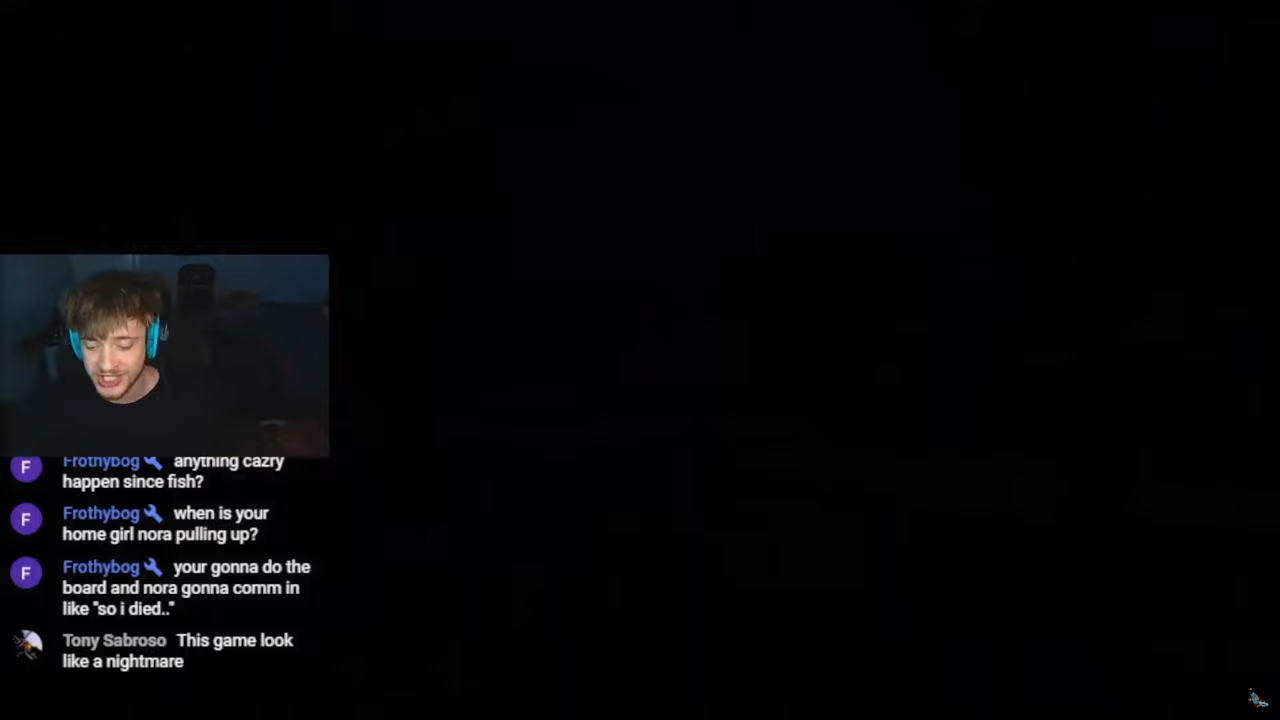 F Frothybog anything cazry
happen since fish?
F Frothybog when is your
home girl nora pulling up?
F Frothybog your gonna do the
board and nora gonna comm in
like "so i died.."
Tony Sabroso This game look
like a nightmare